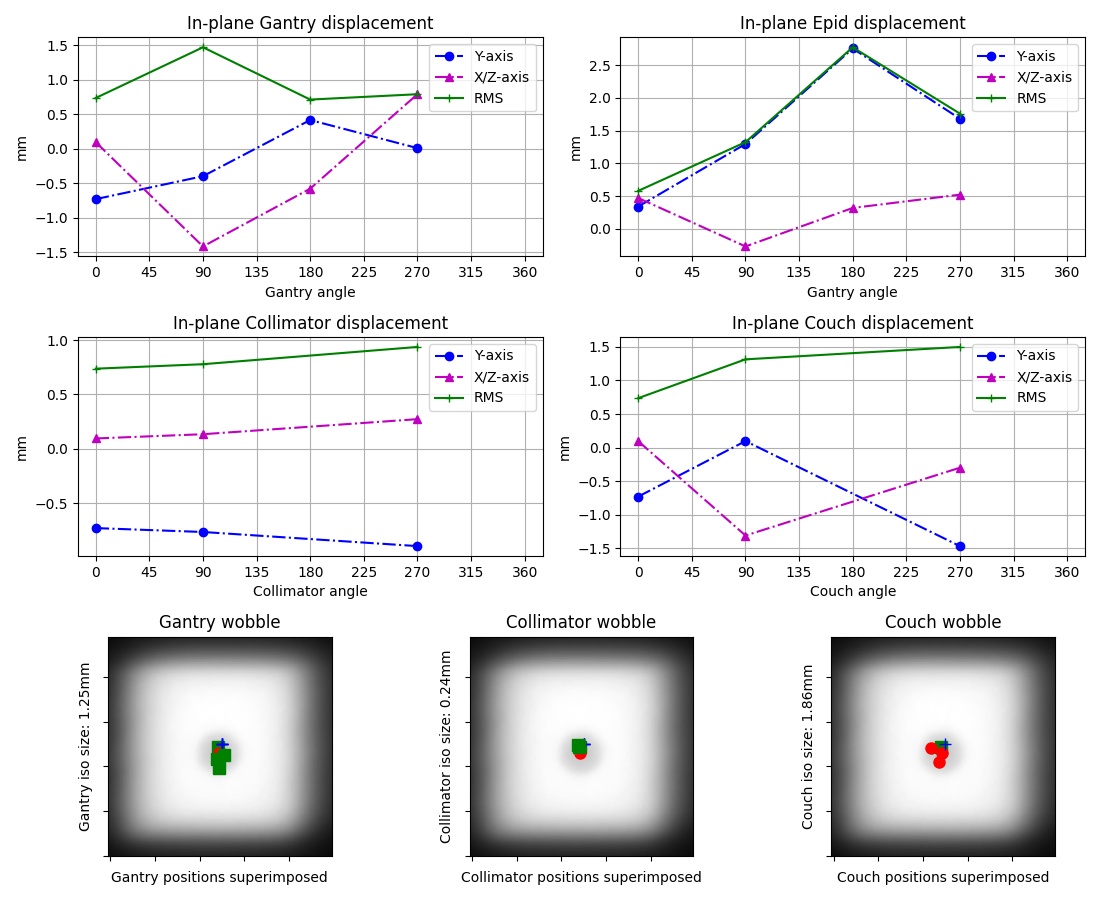 In-plane Gantry displacement
1.5
1.0
0.5
0.0
−0.5
−1.0
−1.5
mm
Y-axis
X/Z-axis
RMS
0 45 90 135 180 225 270 315 360
Gantry angle
In-plane Epid displacement
2.5
2.0
1.5
1.0
0.5
0.0
mm
Y-axis
X/Z-axis
RMS
0 45 90 135 180 225 270 315 360
Gantry angle
In-plane Collimator displacement
1.0
0.5
0.0
−0.5
mm
Y-axis
X/Z-axis
RMS
0 45 90 135 180 225 270 315 360
Collimator angle
In-plane Couch displacement
1.5
1.0
0.5
0.0
−0.5
−1.0
−1.5
mm
Y-axis
X/Z-axis
RMS
0 45 90 135 180 225 270 315 360
Couch angle
Gantry wobble
Gantry iso size: 1.25mm
Gantry positions superimposed
Collimator wobble
Collimator iso size: 0.24mm
Collimator positions superimposed
Couch wobble
Couch iso size: 1.86mm
Couch positions superimposed